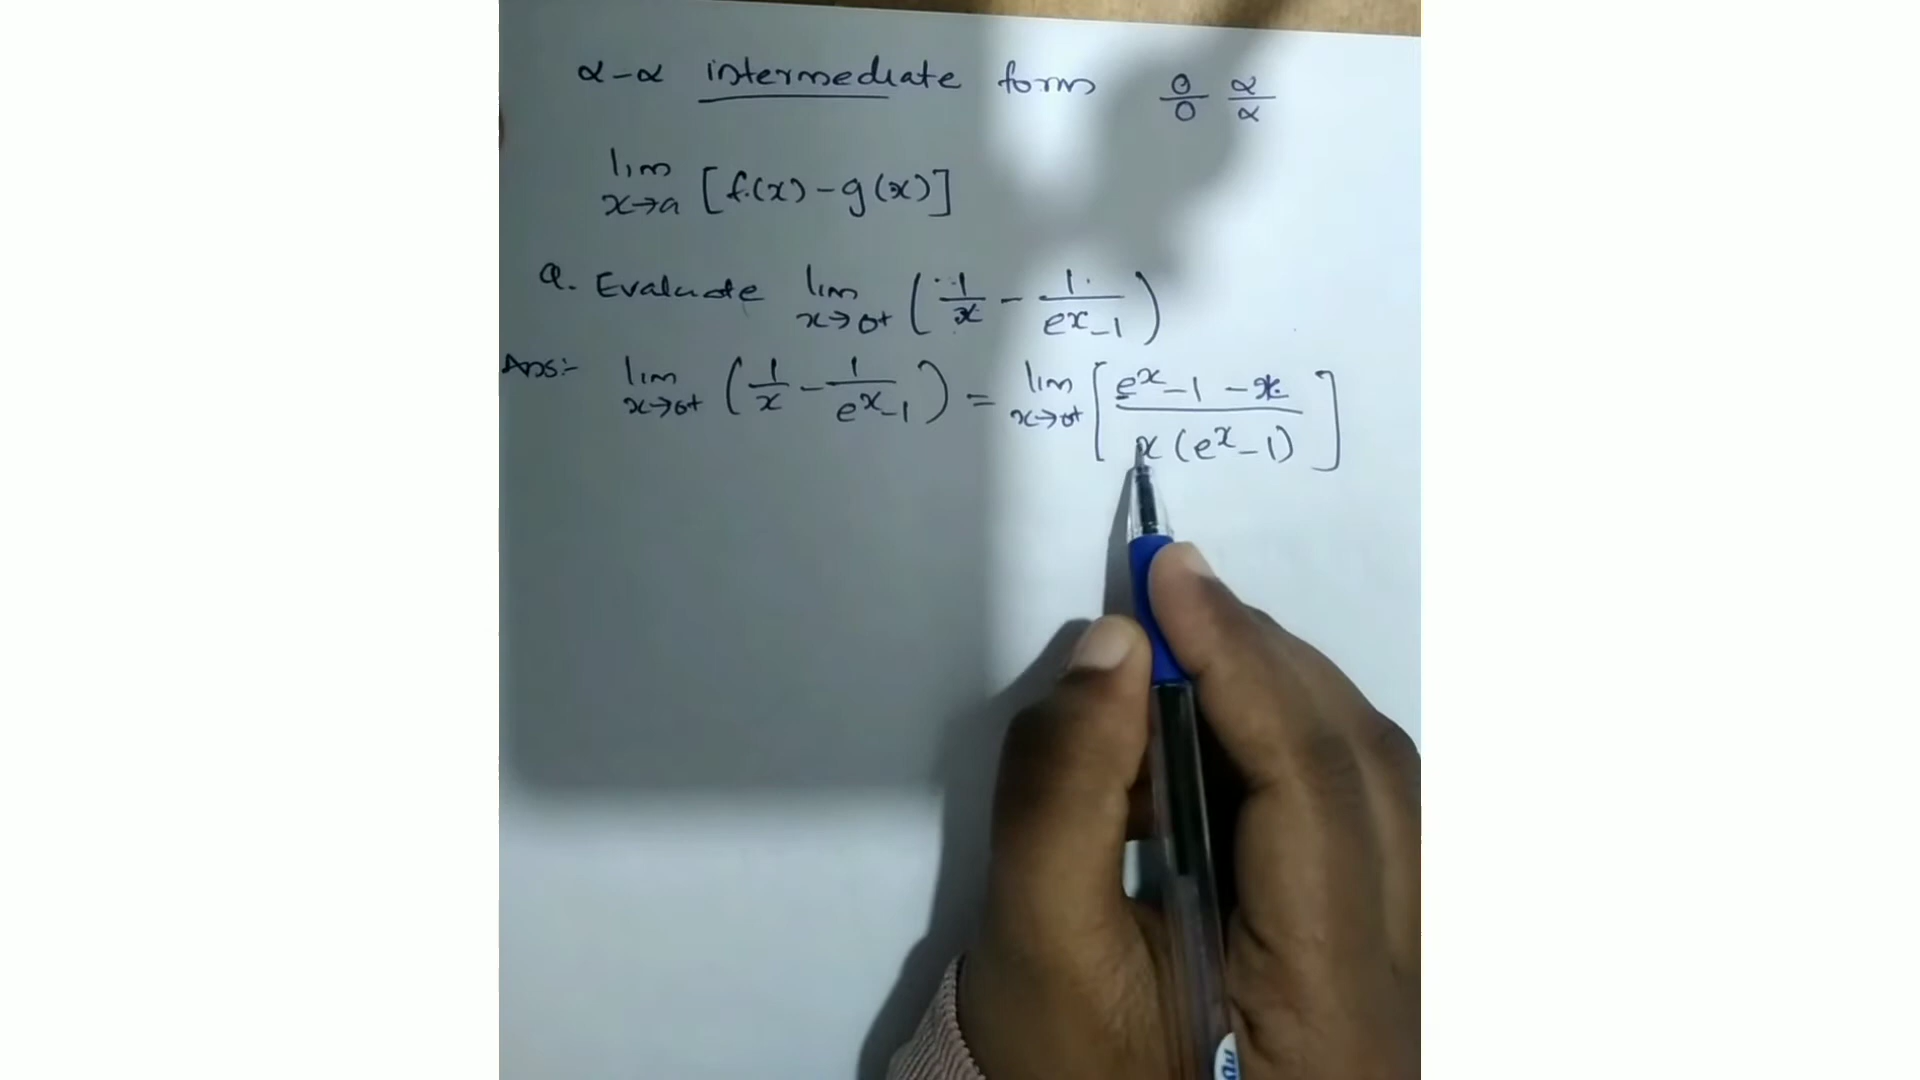 α-α intermediate form 0/0 α/α
lim x→a [f(x) - g(x)]
Q. Evaluate lim x→0+ (1/x - 1/(e^x-1))
Ans:- lim x→0+ (1/x - 1/(e^x-1)) = lim x→0+ [(e^x-1-x)/(x(e^x-1))]